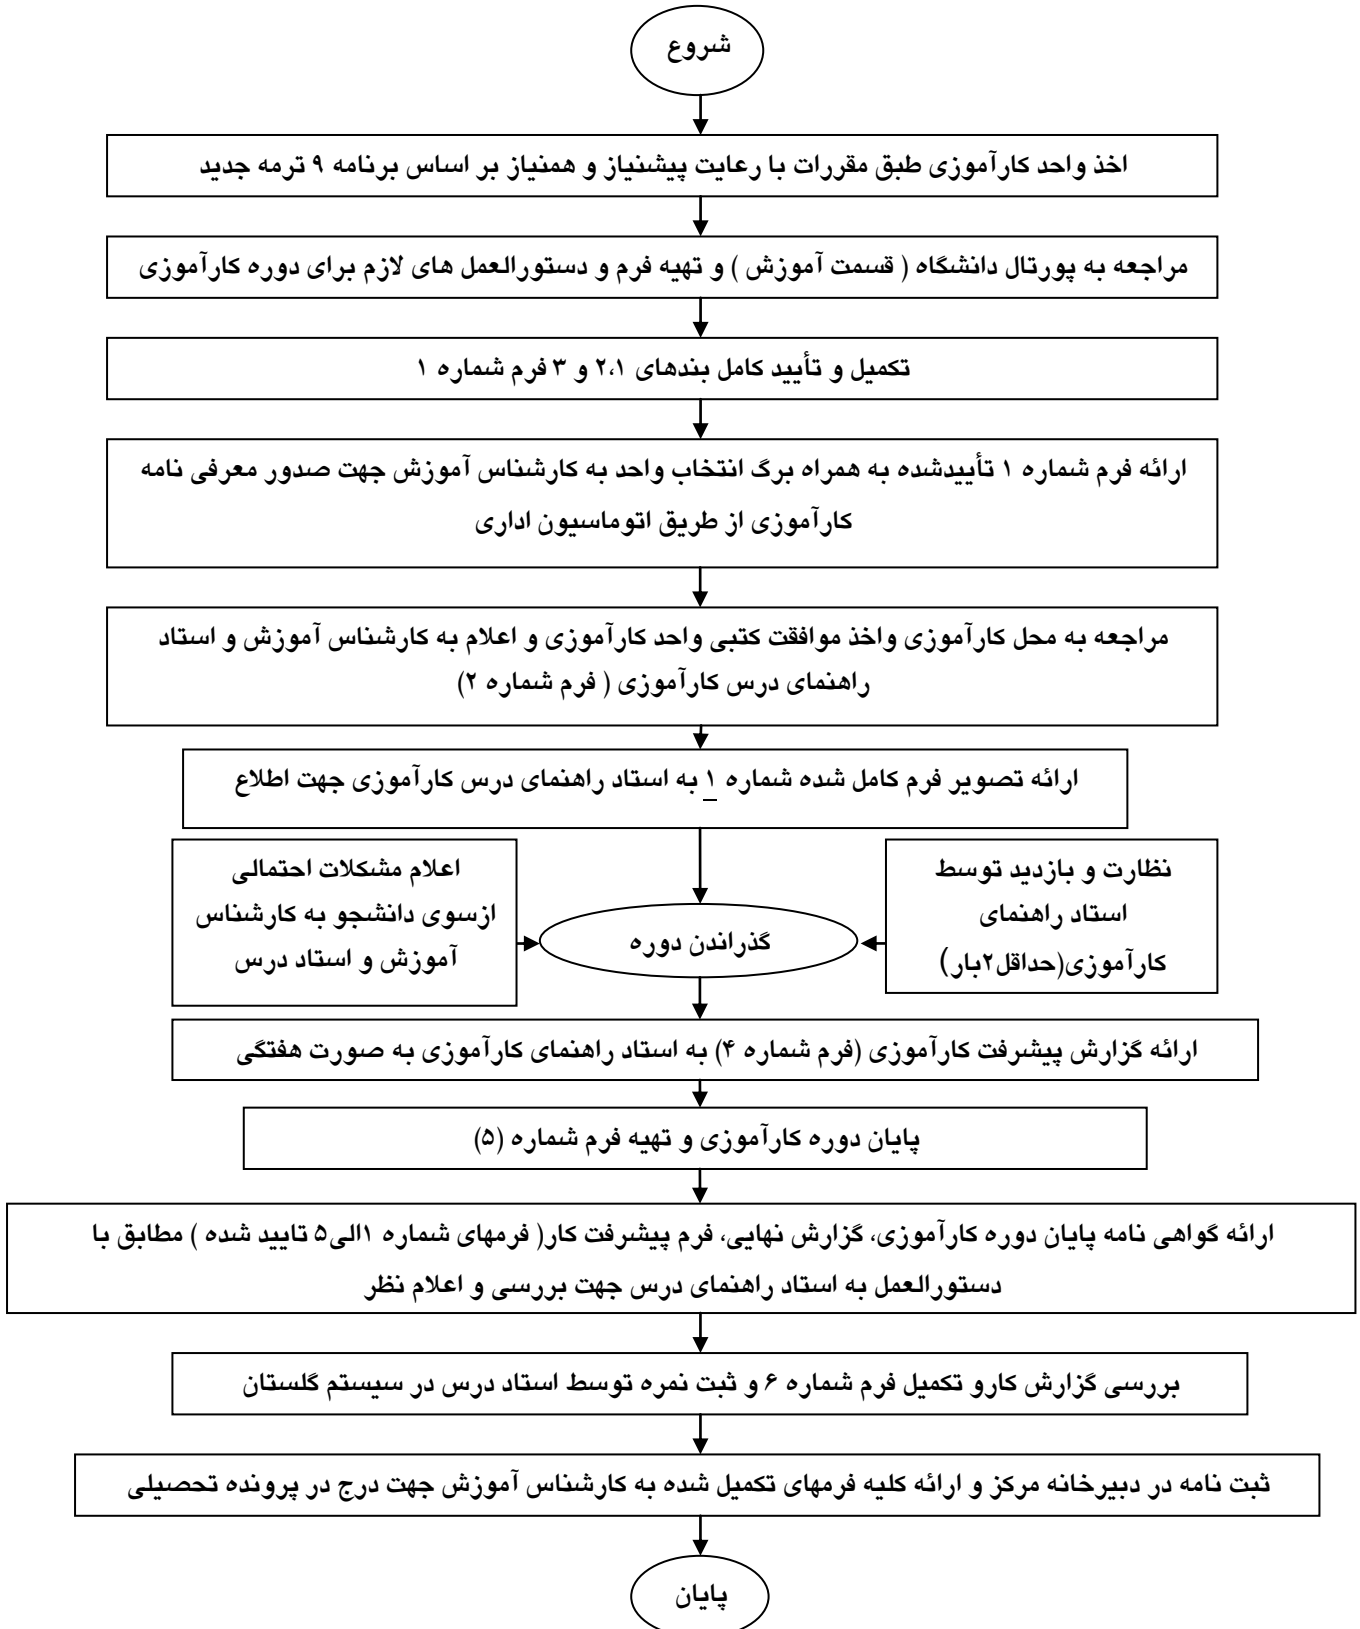 شروع
اخذ واحد کارآموزی طبق مقررات با رعایت پیشنیاز و همنیاز بر اساس برنامه ۹ ترمه جدید
مراجعه به پورتال دانشگاه ( قسمت آموزش ) و تهیه فرم و دستورالعمل های لازم برای دوره کارآموزی
تکمیل و تأیید کامل بندهای ۲،۱ و ۳ فرم شماره ۱
ارائه فرم شماره ۱ تأییدشده به همراه برگ انتخاب واحد به کارشناس آموزش جهت صدور معرفی نامه
کارآموزی از طریق اتوماسیون اداری
مراجعه به محل کارآموزی واخذ موافقت کتبی واحد کارآموزی و اعلام به کارشناس آموزش و استاد
راهنمای درس کارآموزی ( فرم شماره ۲)
ارائه تصویر فرم کامل شده شماره ۱ به استاد راهنمای درس کارآموزی جهت اطلاع
نظارت و بازدید توسط
استاد راهنمای
کارآموزی(حداقل۲بار)
گذراندن دوره
اعلام مشکلات احتمالی
ازسوی دانشجو به کارشناس
آموزش و استاد درس
ارائه گزارش پیشرفت کارآموزی (فرم شماره ۴) به استاد راهنمای کارآموزی به صورت هفتگی
پایان دوره کارآموزی و تهیه فرم شماره (۵)
ارائه گواهی نامه پایان دوره کارآموزی، گزارش نهایی، فرم پیشرفت کار( فرمهای شماره ۱الی۵ تایید شده ) مطابق با
دستورالعمل به استاد راهنمای درس جهت بررسی و اعلام نظر
بررسی گزارش کارو تکمیل فرم شماره ۶ و ثبت نمره توسط استاد درس در سیستم گلستان
ثبت نامه در دبیرخانه مرکز و ارائه کلیه فرمهای تکمیل شده به کارشناس آموزش جهت درج در پرونده تحصیلی
پایان